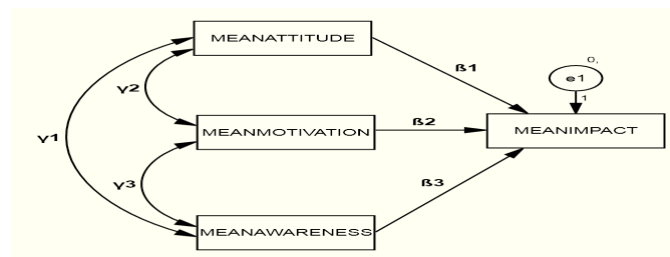 MEANATTITUDE
ß1
0,
e1
1
γ2
γ1
MEANMOTIVATION
ß2
MEANIMPACT
γ3
ß3
MEANAWARENESS